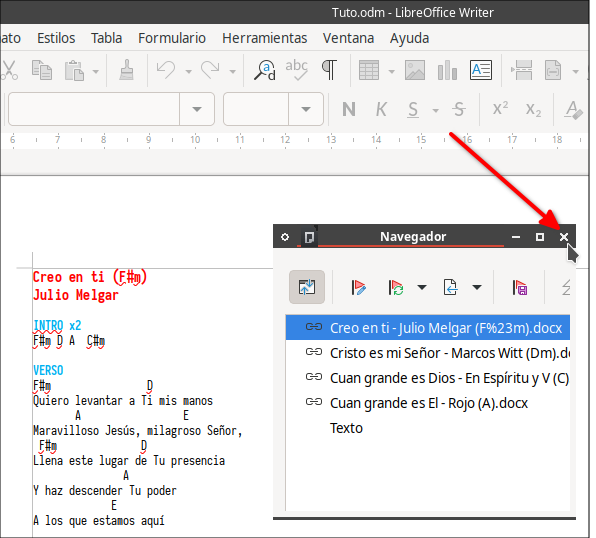 Tuto.odm - LibreOffice Writer
ato Estilos Tabla Formulario Herramientas Ventana Ayuda
abc
N K S S X² X₂ A
6 7 8 9 10 11 12 13 14 15 16 17 18
Navegador
Creo en ti - Julio Melgar (F%23m).docx
Cristo es mi Señor - Marcos Witt (Dm).do
Cuan grande es Dios - En Espíritu y V (C)
Cuan grande es El - Rojo (A).docx
Texto
Creo en ti (F#m)
Julio Melgar
INTRO x2
F#m D A C#m
VERSO
F#m D
Quiero levantar a Ti mis manos
A E
Maravilloso Jesús, milagroso Señor,
F#m D
Llena este lugar de Tu presencia
A
Y haz descender Tu poder
E
A los que estamos aquí